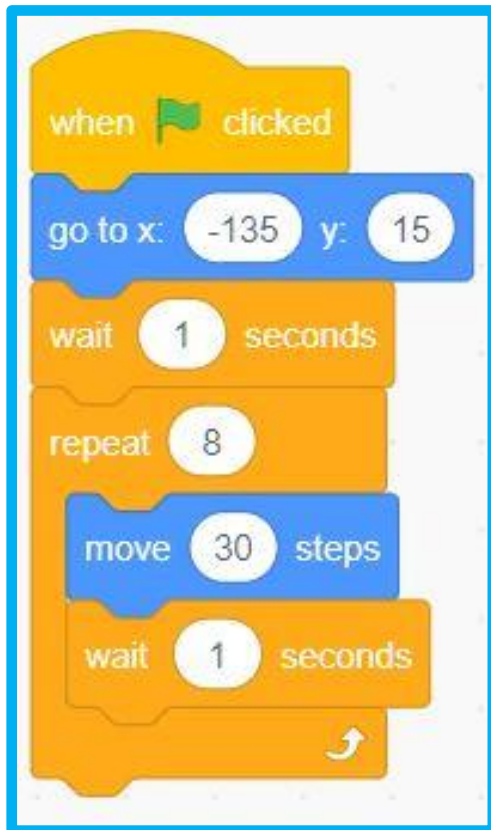 when clicked
go to x: -135 y: 15
wait 1 seconds
repeat 8
move 30 steps
wait 1 seconds